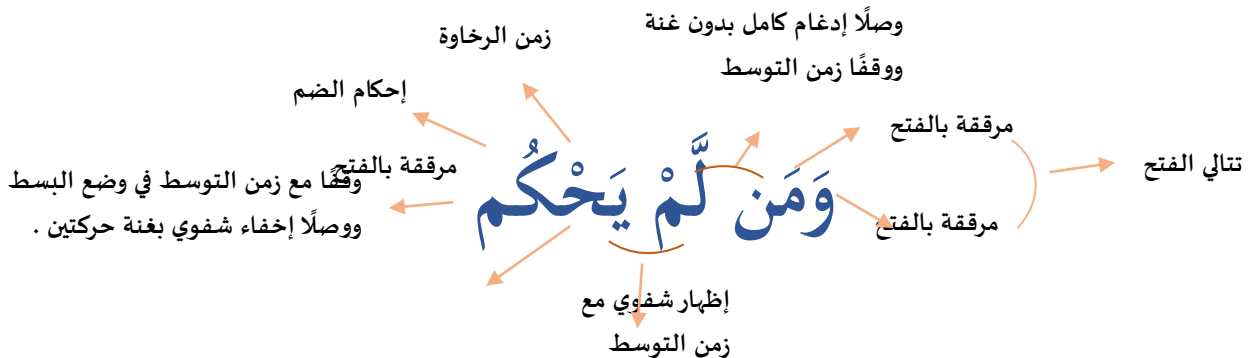 وصلًا إدغام كامل بدون غنة
ووقفًا زمن التوسط
زمن الرخاوة
إحكام الضم
مرققة بالفتح
تتالي الفتح
مرققة بالفتح
وَمَن لَّمْ يَحْكُم
مرققة بالفتح
وقفًا مع زمن التوسط في وضع البسط
ووصلًا إخفاء شفوي بغنة حركتين .
إظهار شفوي مع
زمن التوسط